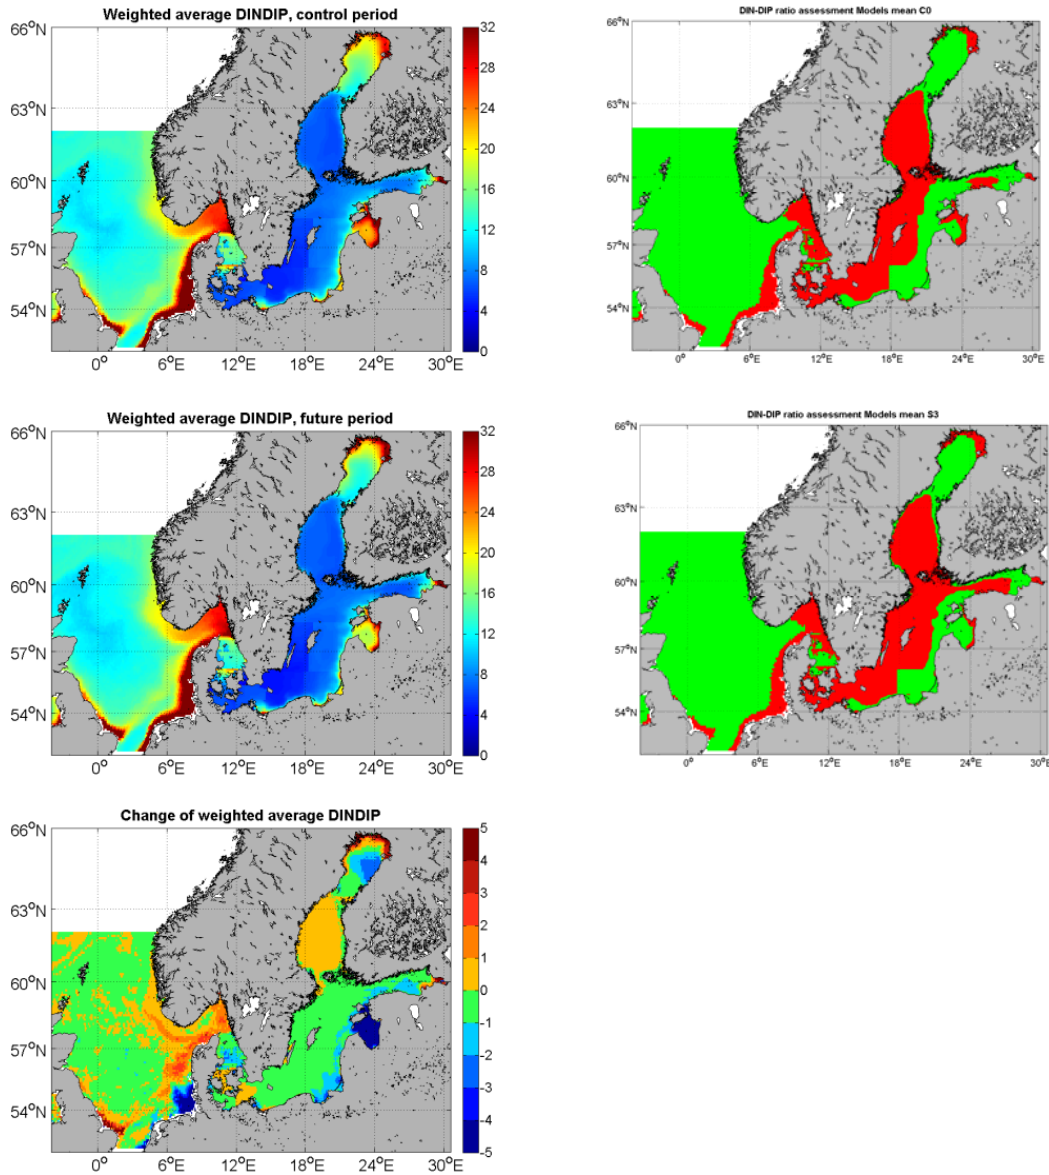 Weighted average DINDIP, control period
66°N
63°N
60°N
57°N
54°N
0° 6°E 12°E 18°E 24°E 30°E
32
28
24
20
16
12
8
4
0
DIN-DIP ratio assessment Models mean C0
66°N
63°N
60°N
57°N
54°N
0° 6°E 12°E 18°E 24°E 30°E
Weighted average DINDIP, future period
66°N
63°N
60°N
57°N
54°N
0° 6°E 12°E 18°E 24°E 30°E
32
28
24
20
16
12
8
4
0
DIN-DIP ratio assessment Models mean S3
66°N
63°N
60°N
57°N
54°N
0° 6°E 12°E 18°E 24°E 30°E
Change of weighted average DINDIP
66°N
63°N
60°N
57°N
54°N
0° 6°E 12°E 18°E 24°E 30°E
5
4
3
2
1
0
-1
-2
-3
-4
-5